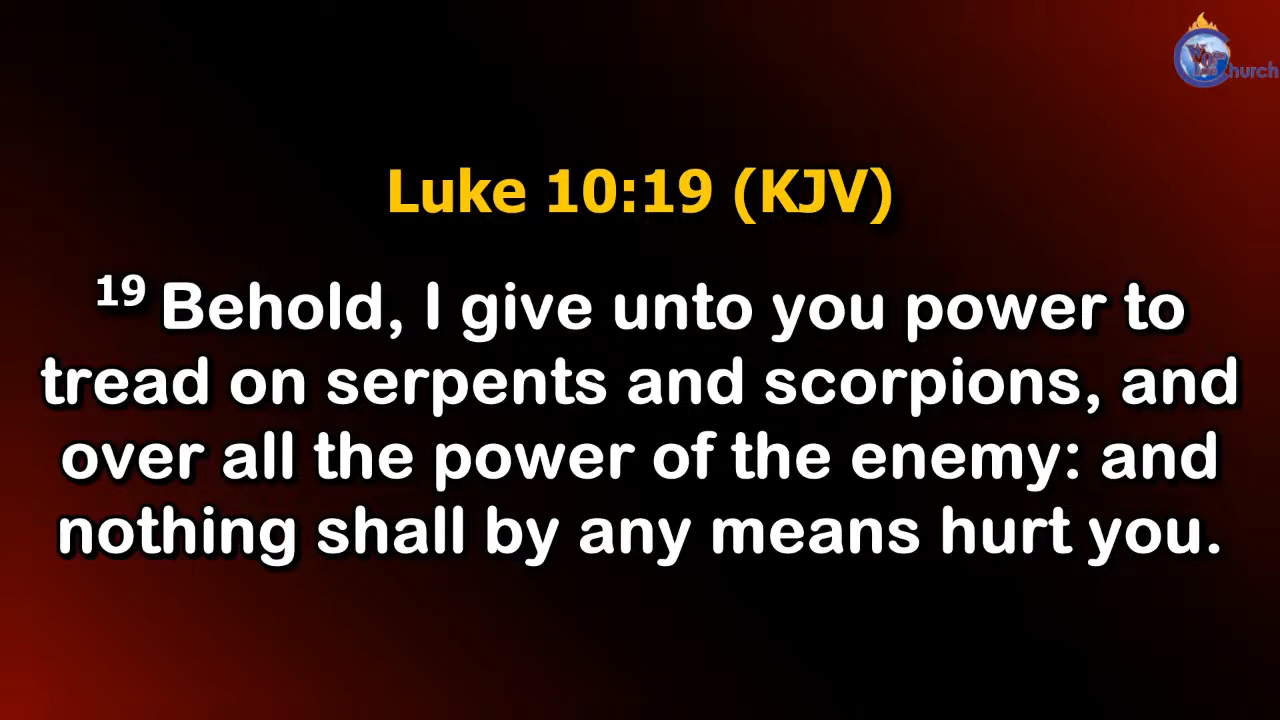 hurch
Luke 10:19 (KJV)
19 Behold, I give unto you power to
tread on serpents and scorpions, and
over all the power of the enemy: and
nothing shall by any means hurt you.